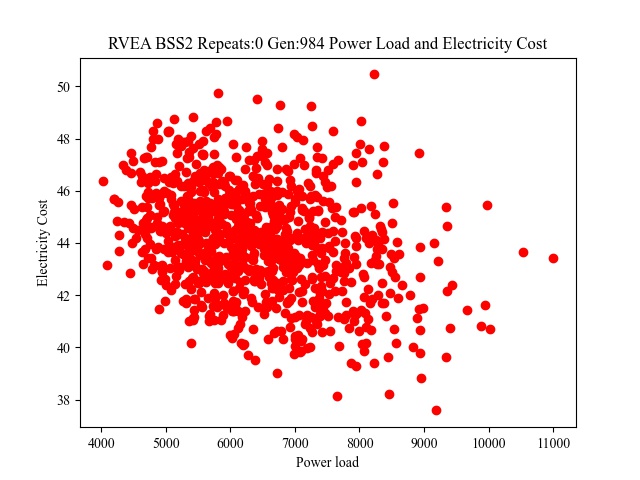 RVEA BSS2 Repeats:0 Gen:984 Power Load and Electricity Cost
50
48
46
44
42
40
38
Electricity Cost
4000 5000 6000 7000 8000 9000 10000 11000
Power load